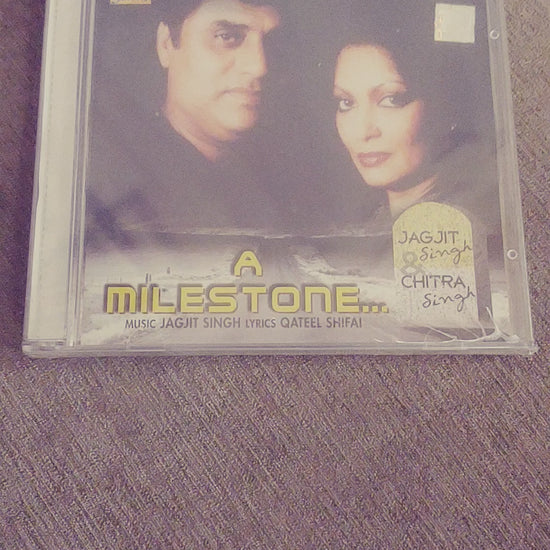 A
MILESTONE...
MUSIC JAGJIT SINGH LYRICS QATEEL SHIFAI
JAGJIT
Singh
&
CHITRA
Singh